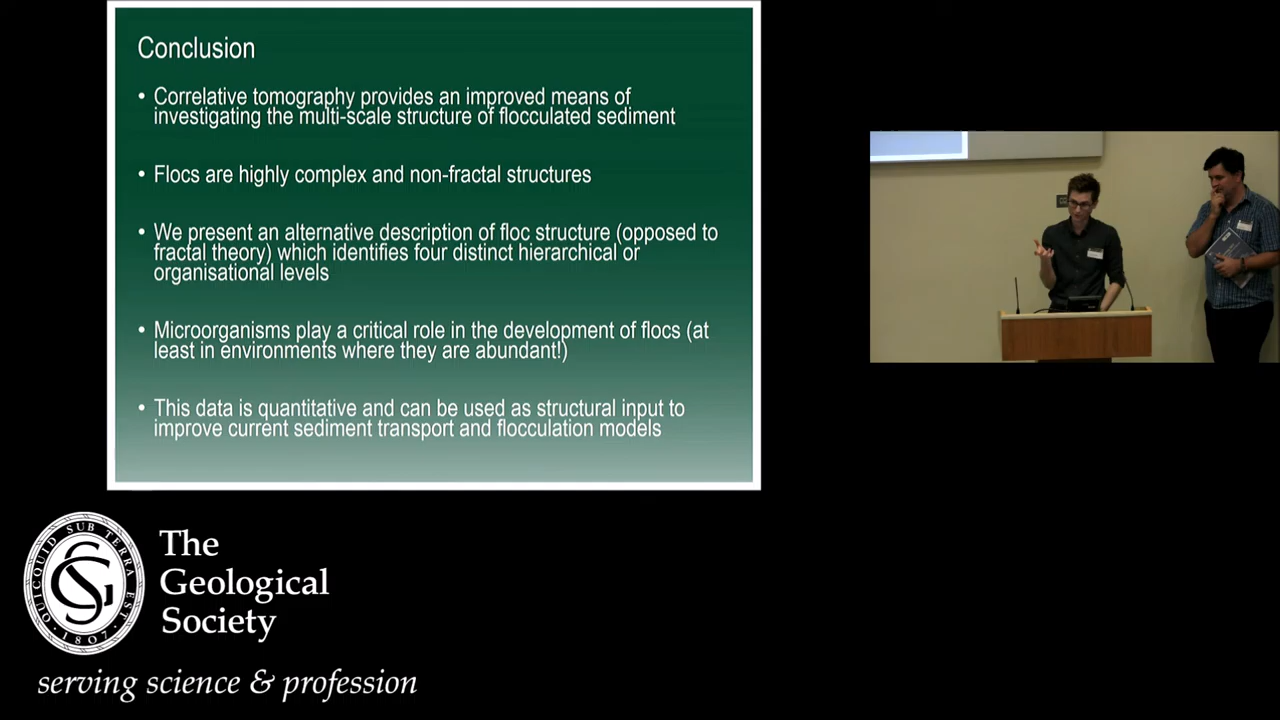 Conclusion
• Correlative tomography provides an improved means of
investigating the multi-scale structure of flocculated sediment
• Flocs are highly complex and non-fractal structures
• We present an alternative description of floc structure (opposed to
fractal theory) which identifies four distinct hierarchical or
organisational levels
• Microorganisms play a critical role in the development of flocs (at
least in environments where they are abundant!)
• This data is quantitative and can be used as structural input to
improve current sediment transport and flocculation models
QUICQUID SUB TERRA EST
·1807·
The
Geological
Society
serving science & profession